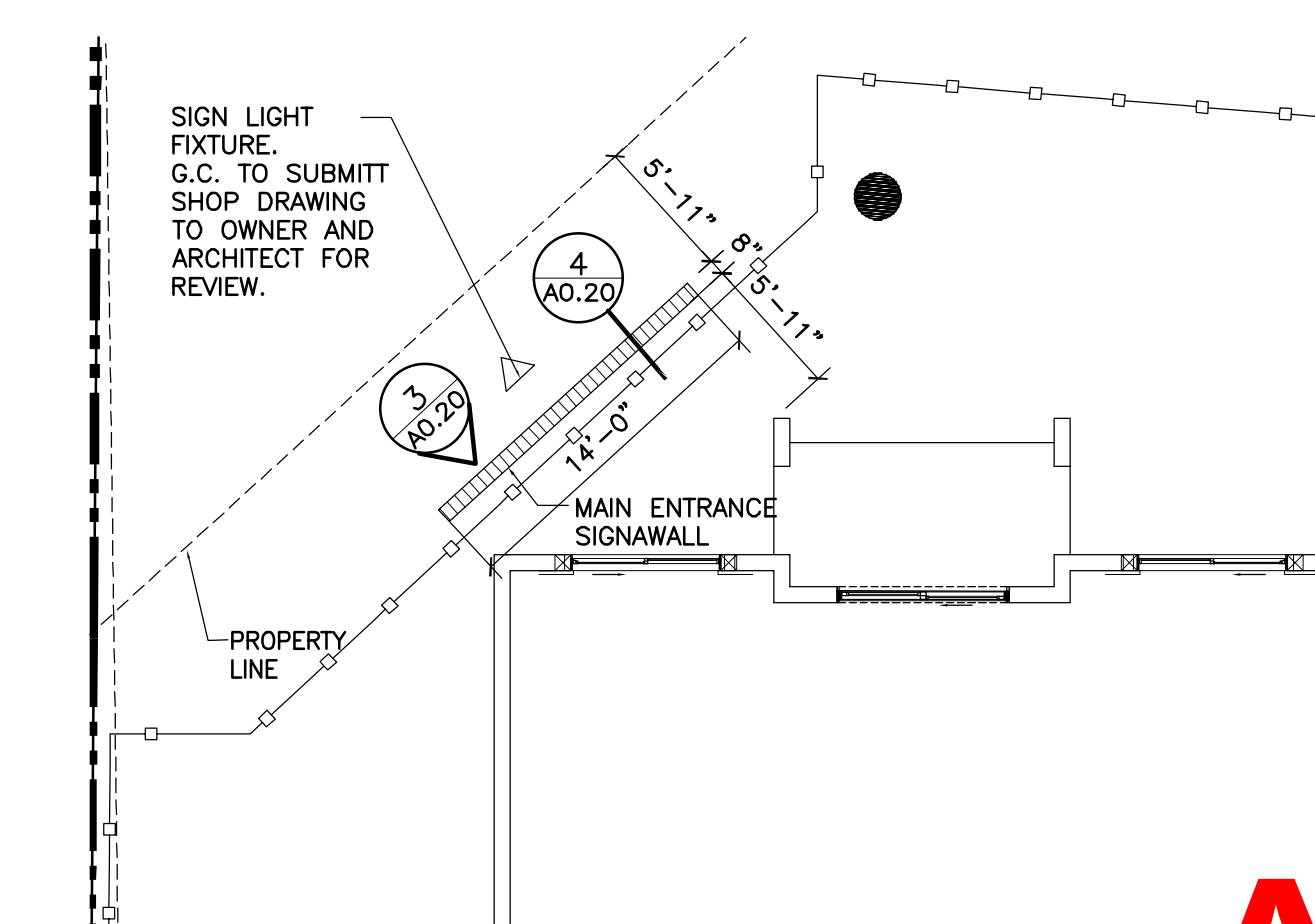 SIGN LIGHT
FIXTURE.
G.C. TO SUBMITT
SHOP DRAWING
TO OWNER AND
ARCHITECT FOR
REVIEW.
5'-11"
8"
5'-11"
4
A0.20
3
A0.20
14'-0"
MAIN ENTRANCE
SIGNAWALL
PROPERTY
LINE
A